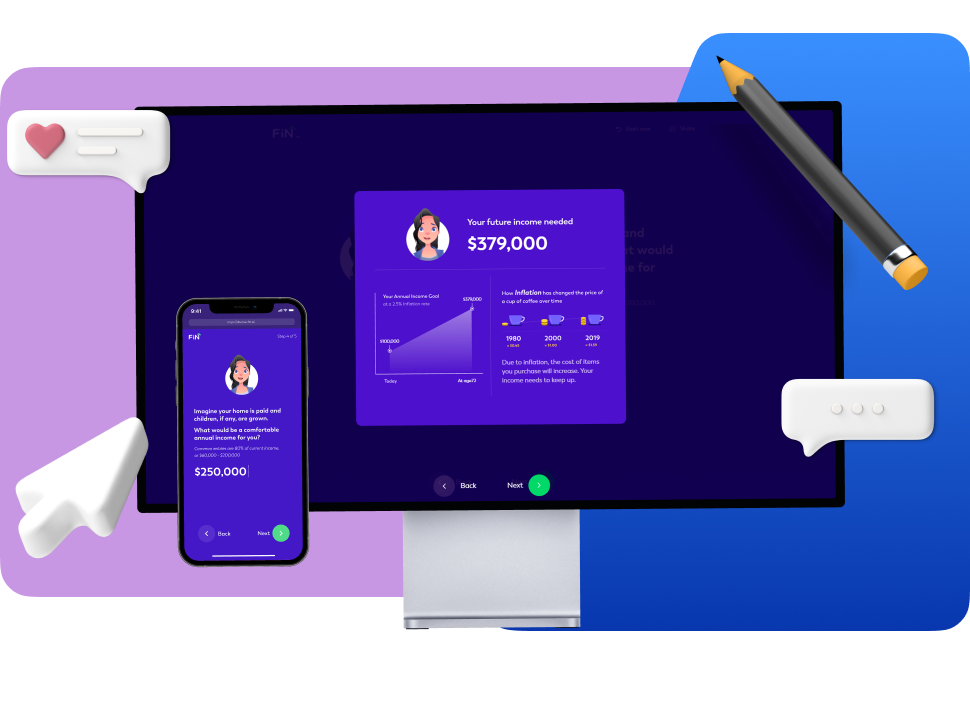 FiN
Your future income needed
$379,000
Your Annual Income Goal
at a 2.5% inflation rate
$379,000
$100,000
Today
At age 72
How Inflation has changed the price of
a cup of coffee over time
1980
2000
2019
Due to inflation, the cost of items
you purchase will increase. Your
income needs to keep up.
Back
Next
and
would
se for
9:41
FiN
Step 4 of 5
Imagine your home is paid and
children, if any, are grown.
What would be a comfortable
annual income for you?
$250,000
Back
Next